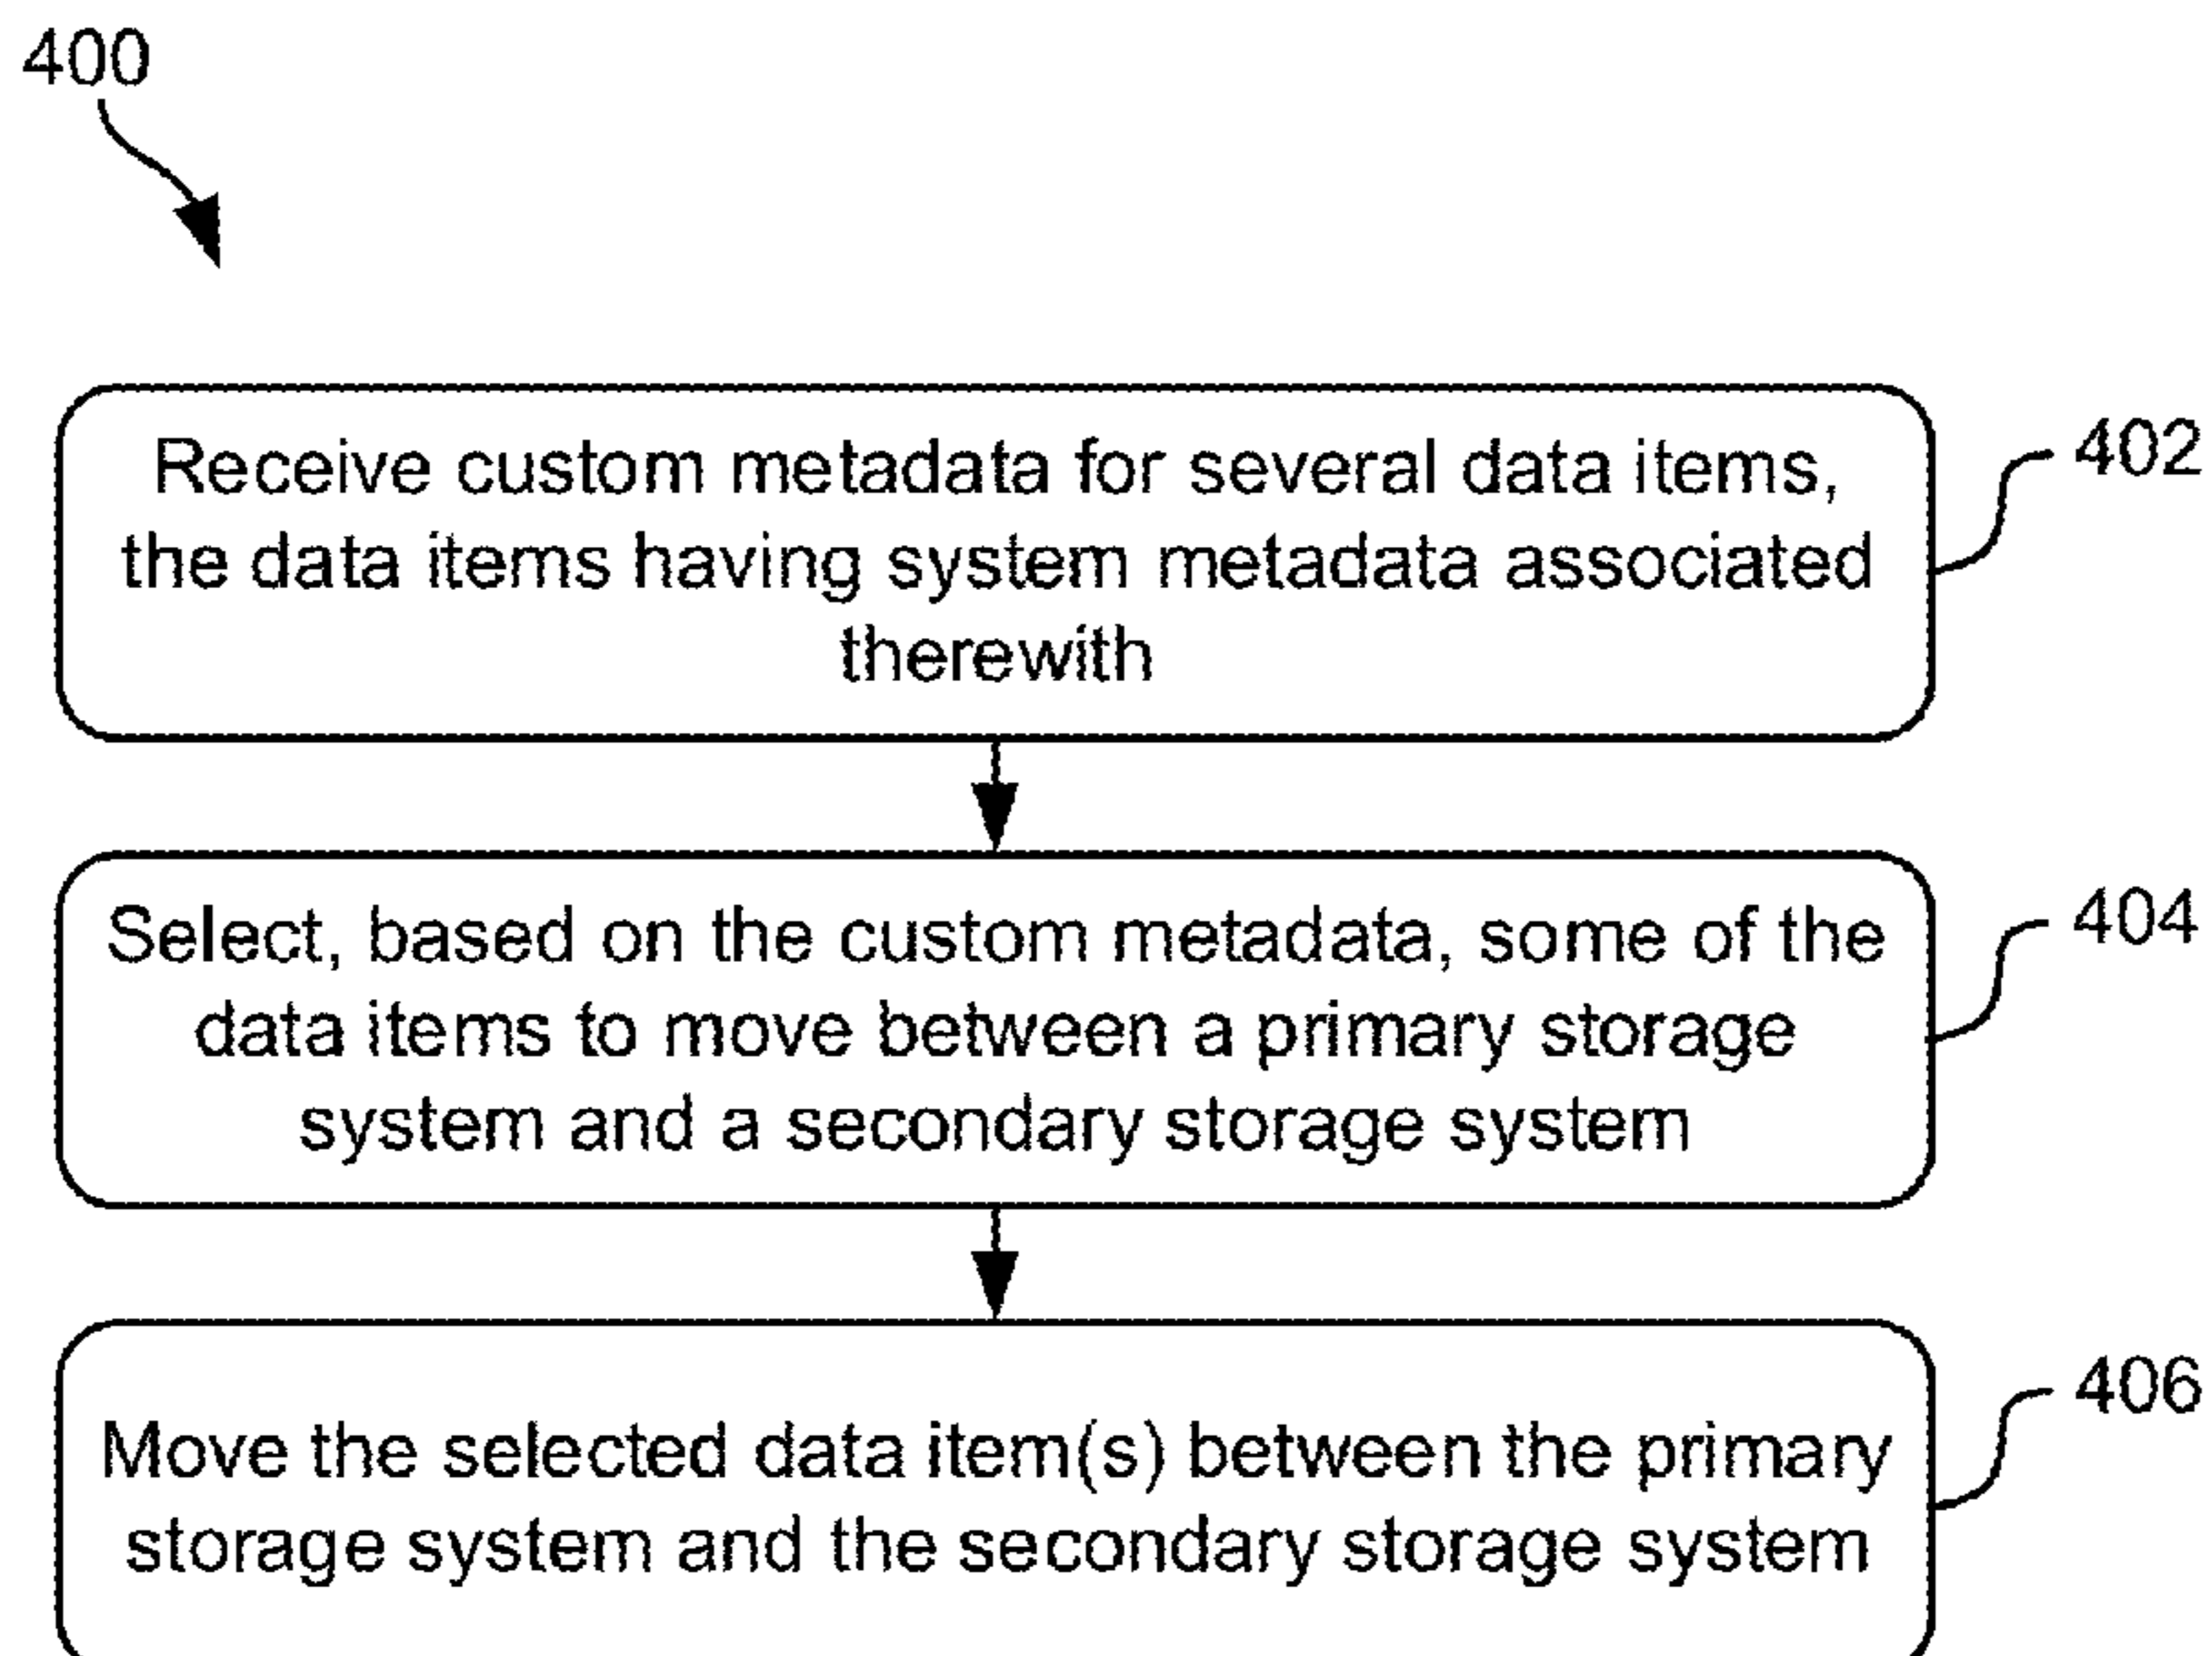 400
Receive custom metadata for several data items,
the data items having system metadata associated
therewith
402
Select, based on the custom metadata, some of the
data items to move between a primary storage
system and a secondary storage system
404
Move the selected data item(s) between the primary
storage system and the secondary storage system
406